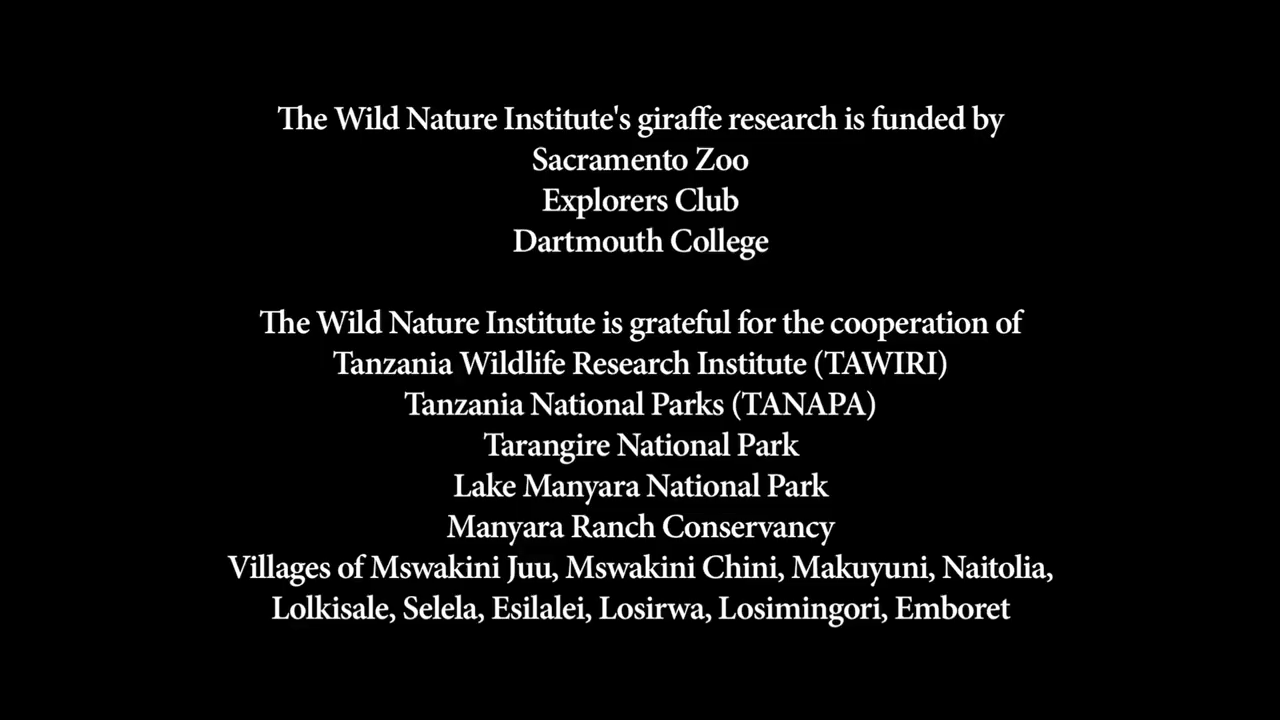 The Wild Nature Institute's giraffe research is funded by
Sacramento Zoo
Explorers Club
Dartmouth College
The Wild Nature Institute is grateful for the cooperation of
Tanzania Wildlife Research Institute (TAWIRI)
Tanzania National Parks (TANAPA)
Tarangire National Park
Lake Manyara National Park
Manyara Ranch Conservancy
Villages of Mswakini Juu, Mswakini Chini, Makuyuni, Naitolia,
Lolkisale, Selela, Esilalei, Losirwa, Losimingori, Emboret